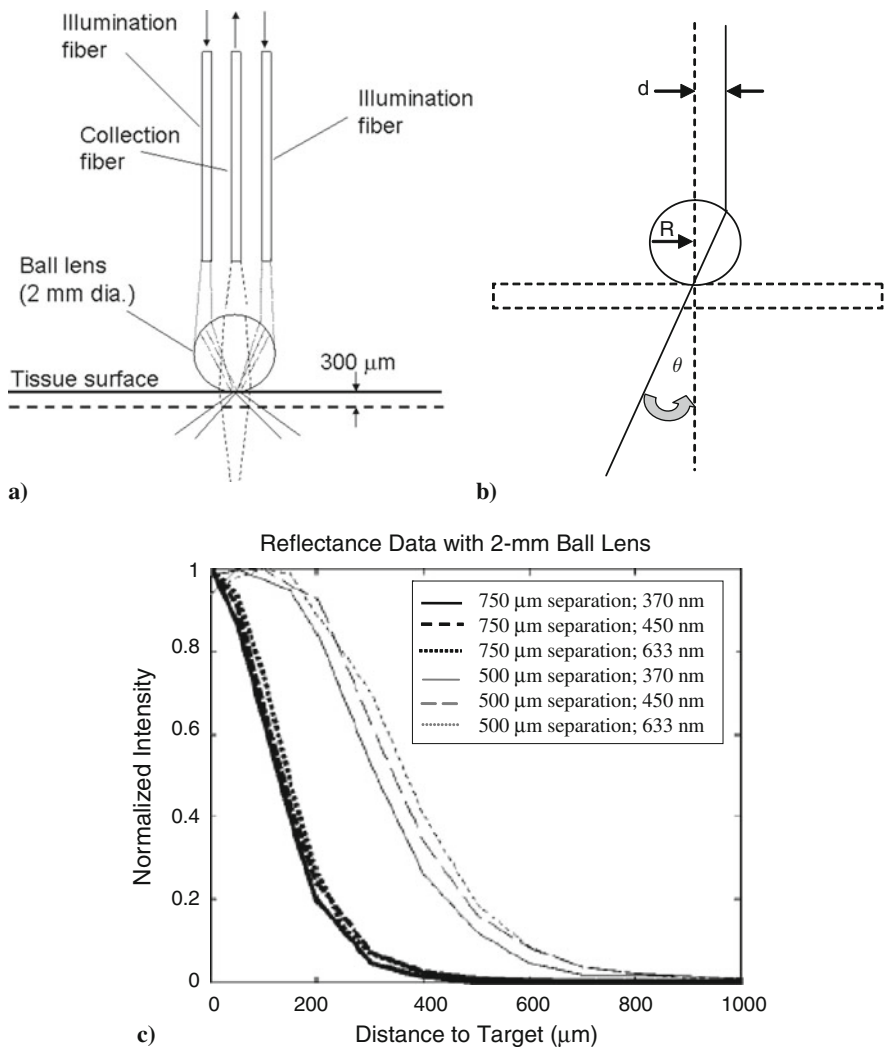 Illumination
fiber
Collection
fiber
Illumination
fiber
Ball lens
(2 mm dia.)
300 μm
Tissue surface
a)
d
R
θ
b)
Reflectance Data with 2-mm Ball Lens
1
0.8
0.6
0.4
0.2
0
750 μm separation; 370 nm
750 μm separation; 450 nm
750 μm separation; 633 nm
500 μm separation; 370 nm
500 μm separation; 450 nm
500 μm separation; 633 nm
Normalized Intensity
0 200 400 600 800 1000
Distance to Target (μm)
c)